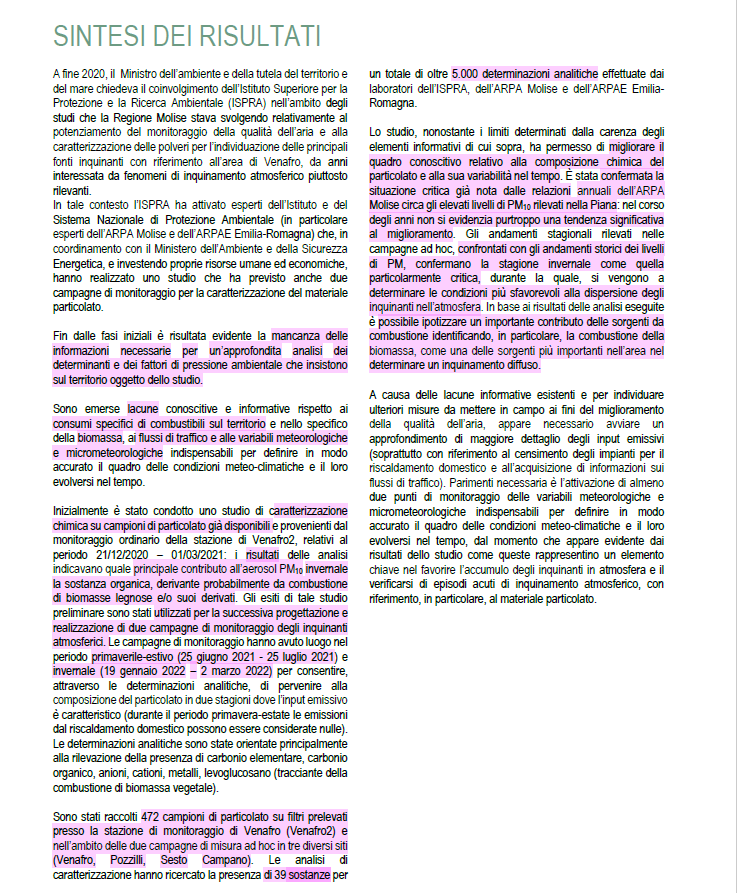 SINTESI DEI RISULTATI
A fine 2020, il Ministro dell'ambiente e della tutela del territorio e
del mare chiedeva il coinvolgimento dell'Istituto Superiore per la
Protezione e la Ricerca Ambientale (ISPRA) nell'ambito degli
studi che la Regione Molise stava svolgendo relativamente al
potenziamento del monitoraggio della qualità dell'aria e alla
caratterizzazione delle polveri per l'individuazione delle principali
fonti inquinanti con riferimento all'area di Venafro, da anni
interessata da fenomeni di inquinamento atmosferico piuttosto
rilevanti.
In tale contesto l'ISPRA ha attivato esperti dell'Istituto e del
Sistema Nazionale di Protezione Ambientale (in particolare
esperti dell'ARPA Molise e dell'ARPAE Emilia-Romagna) che, in
coordinamento con il Ministero dell'Ambiente e della Sicurezza
Energetica, e investendo proprie risorse umane ed economiche,
hanno realizzato uno studio che ha previsto anche due
campagne di monitoraggio per la caratterizzazione del materiale
particolato.
Fin dalle fasi iniziali è risultata evidente la mancanza delle
informazioni necessarie per un'approfondita analisi dei
determinanti e dei fattori di pressione ambientale che insistono
sul territorio oggetto dello studio.
Sono emerse lacune conoscitive e informative rispetto ai
consumi specifici di combustibili sul territorio e nello specifico
della biomassa, ai flussi di traffico e alle variabili meteorologiche
e micrometeorologiche indispensabili per definire in modo
accurato il quadro delle condizioni meteo-climatiche e il loro
evolversi nel tempo.
Inizialmente è stato condotto uno studio di caratterizzazione
chimica su campioni di particolato già disponibili e provenienti dal
monitoraggio ordinario della stazione di Venafro2, relativi al
periodo 21/12/2020 – 01/03/2021: i risultati delle analisi
indicavano quale principale contributo all'aerosol PM₁₀ invernale
la sostanza organica, derivante probabilmente da combustione
di biomasse legnose e/o suoi derivati. Gli esiti di tale studio
preliminare sono stati utilizzati per la successiva progettazione e
realizzazione di due campagne di monitoraggio degli inquinanti
atmosferici. Le campagne di monitoraggio hanno avuto luogo nel
periodo primaverile-estivo (25 giugno 2021 - 25 luglio 2021) e
invernale (19 gennaio 2022 – 2 marzo 2022) per consentire,
attraverso le determinazioni analitiche, di pervenire alla
composizione del particolato in due stagioni dove l'input emissivo
è caratteristico (durante il periodo primavera-estate le emissioni
dal riscaldamento domestico possono essere considerate nulle).
Le determinazioni analitiche sono state orientate principalmente
alla rilevazione della presenza di carbonio elementare, carbonio
organico, anioni, cationi, metalli, levoglucosano (tracciante della
combustione di biomassa vegetale).
Sono stati raccolti 472 campioni di particolato su filtri prelevati
presso la stazione di monitoraggio di Venafro (Venafro2) e
nell'ambito delle due campagne di misura ad hoc in tre diversi siti
(Venafro, Pozzilli, Sesto Campano). Le analisi di
caratterizzazione hanno ricercato la presenza di 39 sostanze per
un totale di oltre 5.000 determinazioni analitiche effettuate dai
laboratori dell'ISPRA, dell'ARPA Molise e dell'ARPAE Emilia-
Romagna.
Lo studio, nonostante i limiti determinati dalla carenza degli
elementi informativi di cui sopra, ha permesso di migliorare il
quadro conoscitivo relativo alla composizione chimica del
particolato e alla sua variabilità nel tempo. È stata confermata la
situazione critica già nota dalle relazioni annuali dell'ARPA
Molise circa gli elevati livelli di PM₁₀ rilevati nella Piana: nel corso
degli anni non si evidenzia purtroppo una tendenza significativa
al miglioramento. Gli andamenti stagionali rilevati nelle
campagne ad hoc, confrontati con gli andamenti storici dei livelli
di PM, confermano la stagione invernale come quella
particolarmente critica, durante la quale, si vengono a
determinare le condizioni più sfavorevoli alla dispersione degli
inquinanti nell'atmosfera. In base ai risultati delle analisi eseguite
è possibile ipotizzare un importante contributo delle sorgenti da
combustione identificando, in particolare, la combustione della
biomassa, come una delle sorgenti più importanti nell'area nel
determinare un inquinamento diffuso.
A causa delle lacune informative esistenti e per individuare
ulteriori misure da mettere in campo ai fini del miglioramento
della qualità dell'aria, appare necessario avviare un
approfondimento di maggiore dettaglio degli input emissivi
(soprattutto con riferimento al censimento degli impianti per il
riscaldamento domestico e all'acquisizione di informazioni sui
flussi di traffico). Parimenti necessaria è l'attivazione di almeno
due punti di monitoraggio delle variabili meteorologiche e
micrometeorologiche indispensabili per definire in modo
accurato il quadro delle condizioni meteo-climatiche e il loro
evolversi nel tempo, dal momento che appare evidente dai
risultati dello studio come queste rappresentino un elemento
chiave nel favorire l'accumulo degli inquinanti in atmosfera e il
verificarsi di episodi acuti di inquinamento atmosferico, con
riferimento, in particolare, al materiale particolato.